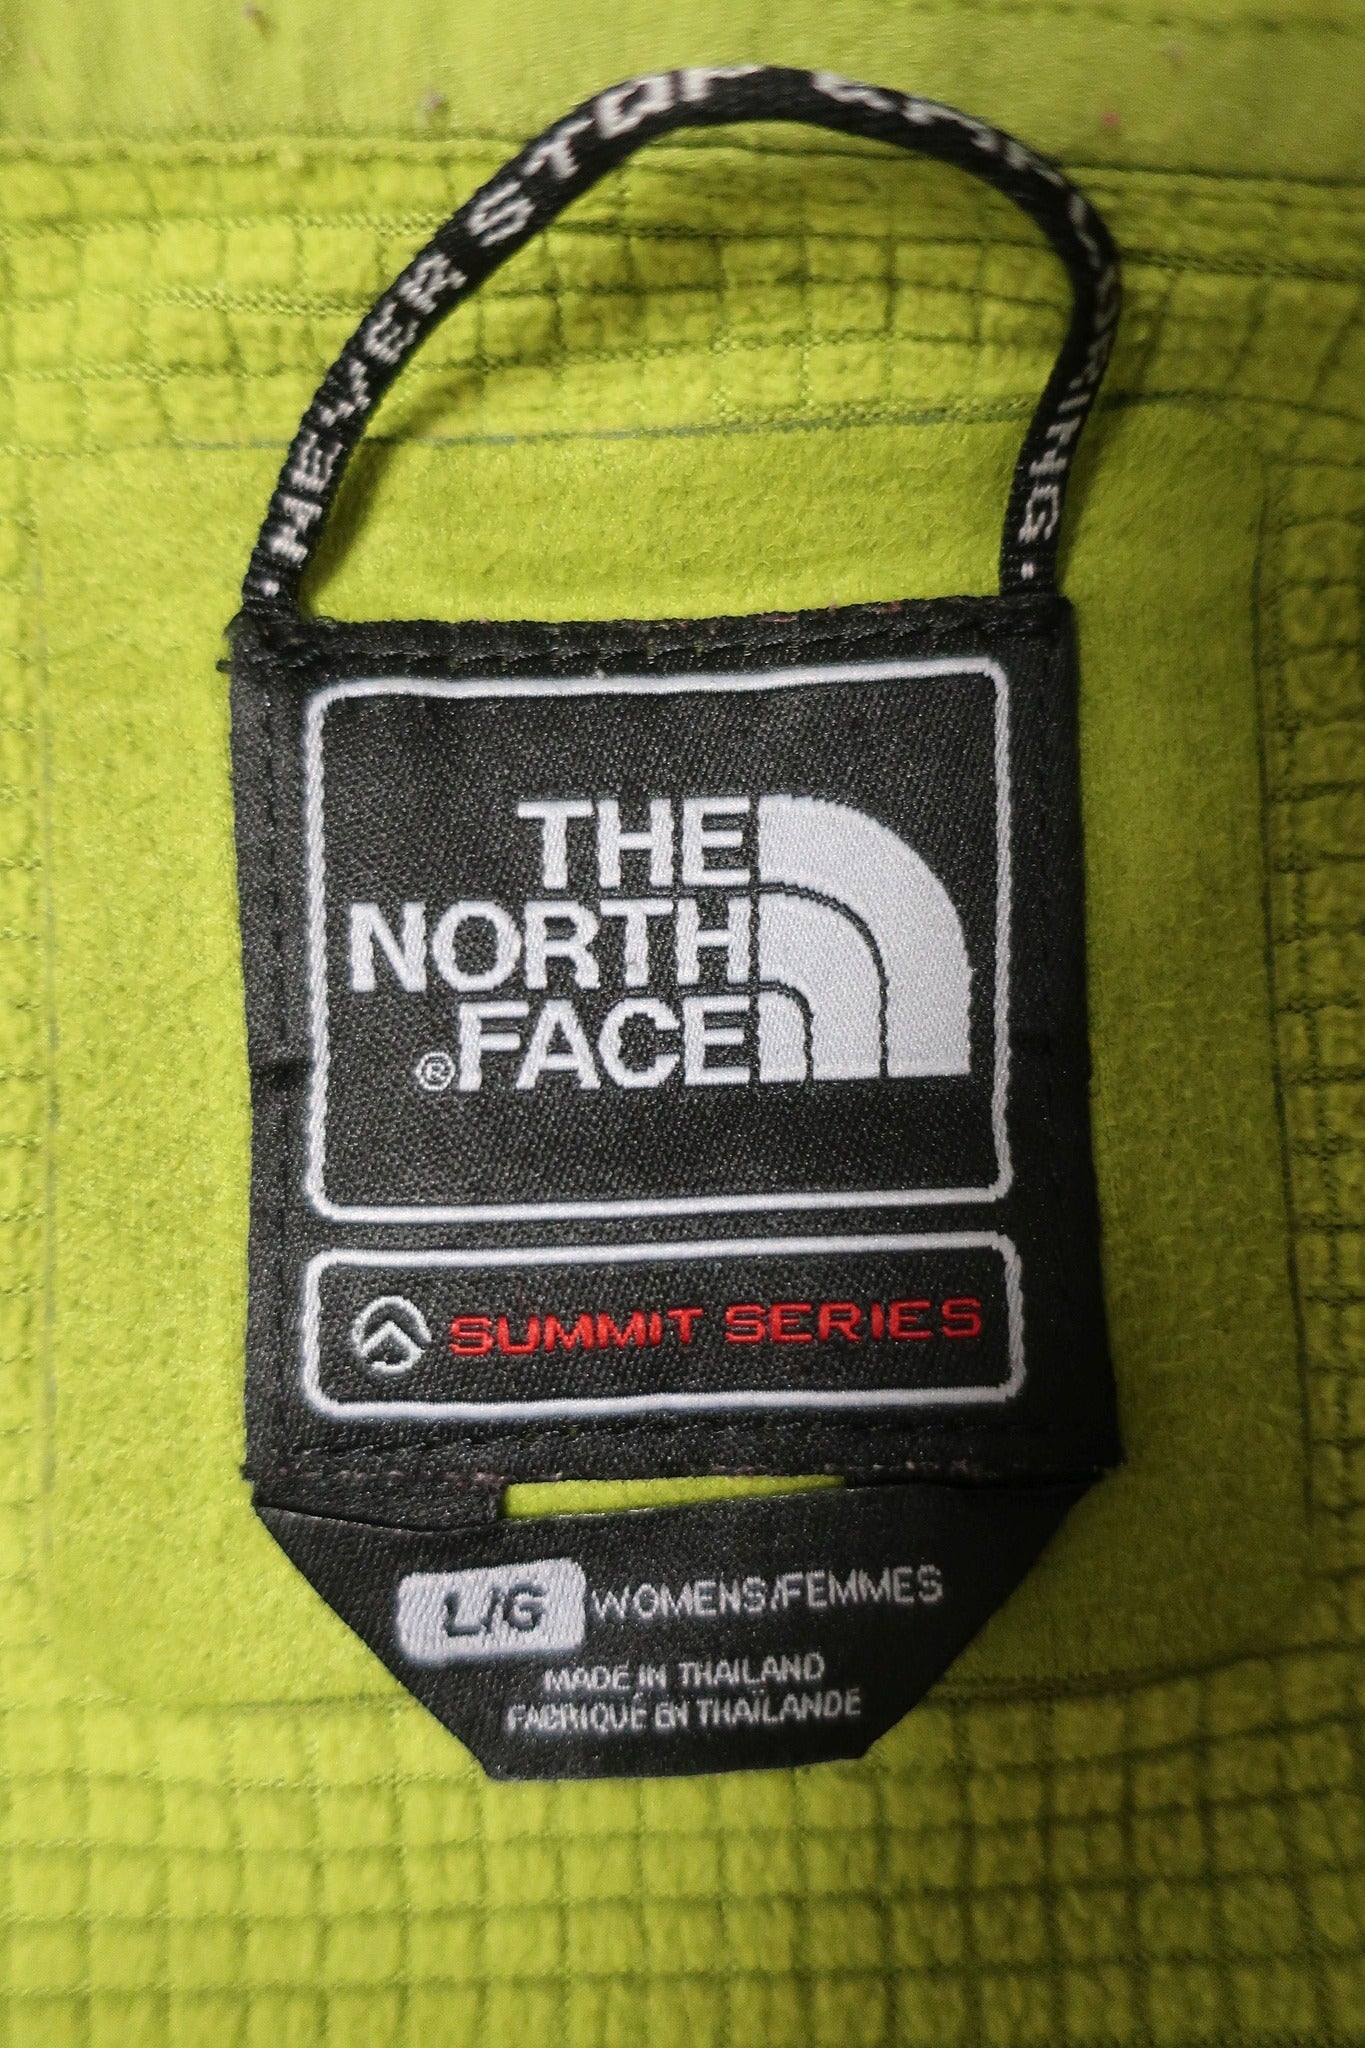 · NEVER STOP EXPLORING ·
THE
NORTH
® FACE
SUMMIT SERIES
L/G WOMENS/FEMMES
MADE IN THAILAND
FABRIQUÉ EN THAÏLANDE